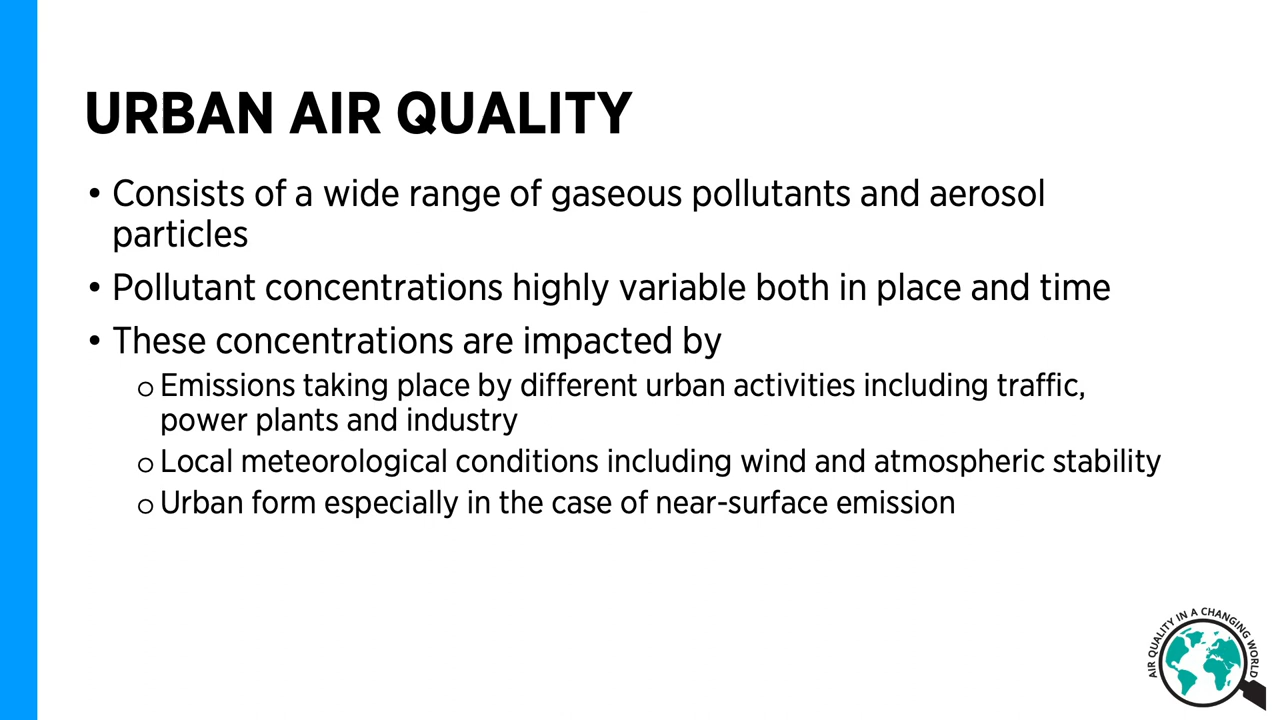 URBAN AIR QUALITY
• Consists of a wide range of gaseous pollutants and aerosol
particles
• Pollutant concentrations highly variable both in place and time
• These concentrations are impacted by
o Emissions taking place by different urban activities including traffic,
power plants and industry
o Local meteorological conditions including wind and atmospheric stability
o Urban form especially in the case of near-surface emission
AIR QUALITY IN A CHANGING WORLD